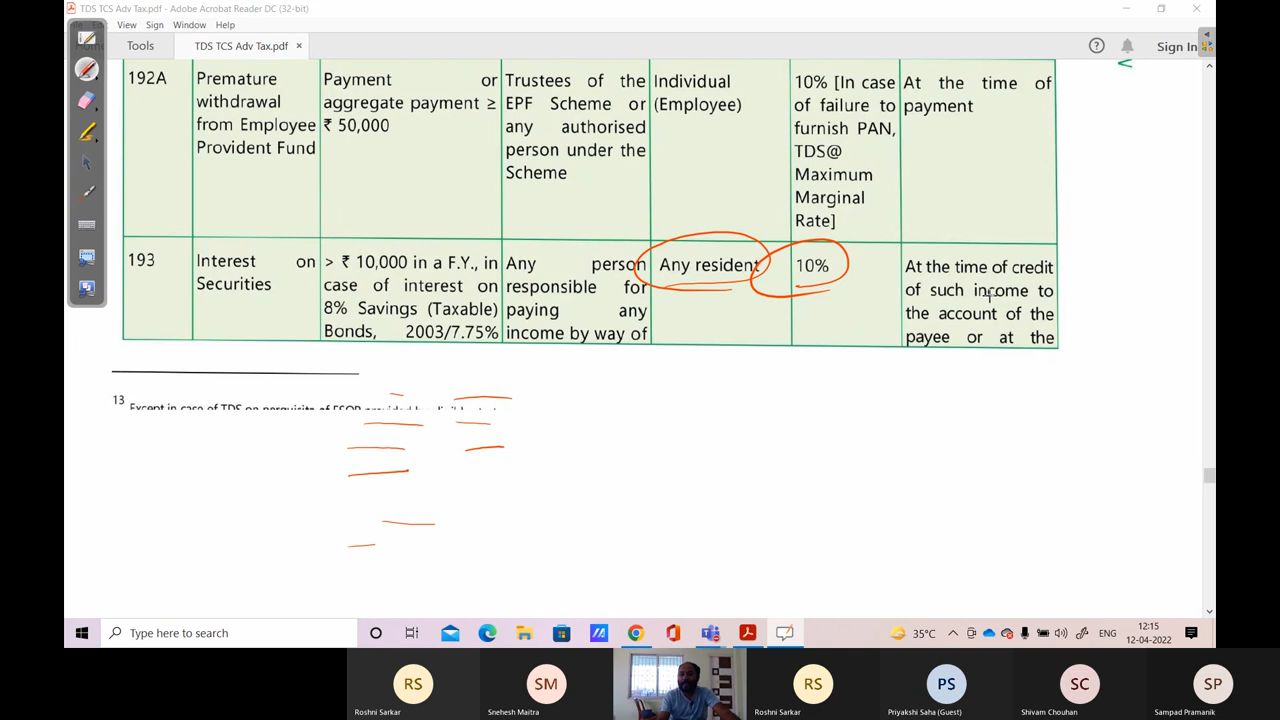 TDS TCS Adv Tax.pdf - Adobe Acrobat Reader DC (32-bit)
View Sign Window Help
Tools TDS TCS Adv Tax.pdf × Sign In
192A Premature withdrawal from Employee Provident Fund
Payment or aggregate payment ≥ ₹ 50,000
Trustees of the EPF Scheme or any authorised person under the Scheme
Individual (Employee)
10% [In case of failure to furnish PAN, TDS@ Maximum Marginal Rate]
At the time of payment
193 Interest on Securities
> ₹ 10,000 in a F.Y., in case of interest on 8% Savings (Taxable) Bonds, 2003/7.75%
Any person responsible for paying any income by way of
Any resident
10%
At the time of credit of such income to the account of the payee or at the
13
Type here to search
35°C ENG 12:15
12-04-2022
RS SM RS PS SC SP
Roshni Sarkar Snehesh Maitra Roshni Sarkar Priyakshi Saha (Guest) Shivam Chouhan Sampad Pramanik